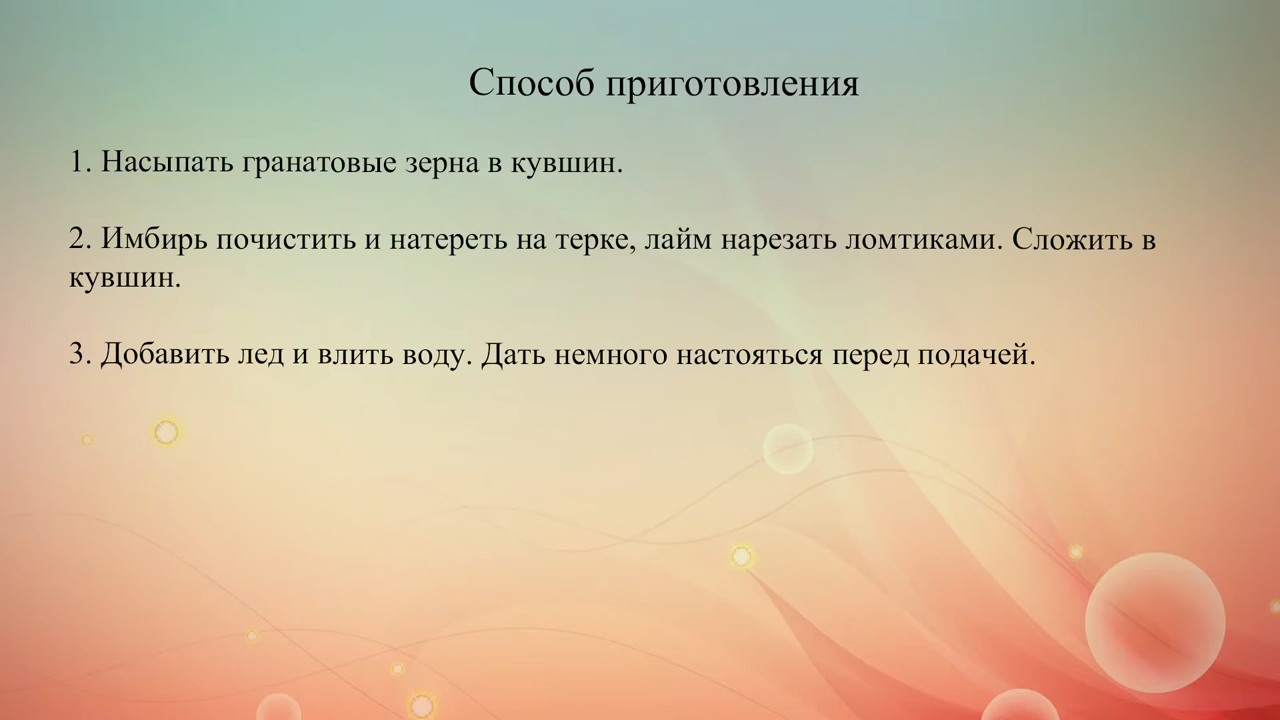 Способ приготовления
1. Насыпать гранатовые зерна в кувшин.
2. Имбирь почистить и натереть на терке, лайм нарезать ломтиками. Сложить в
кувшин.
3. Добавить лед и влить воду. Дать немного настояться перед подачей.